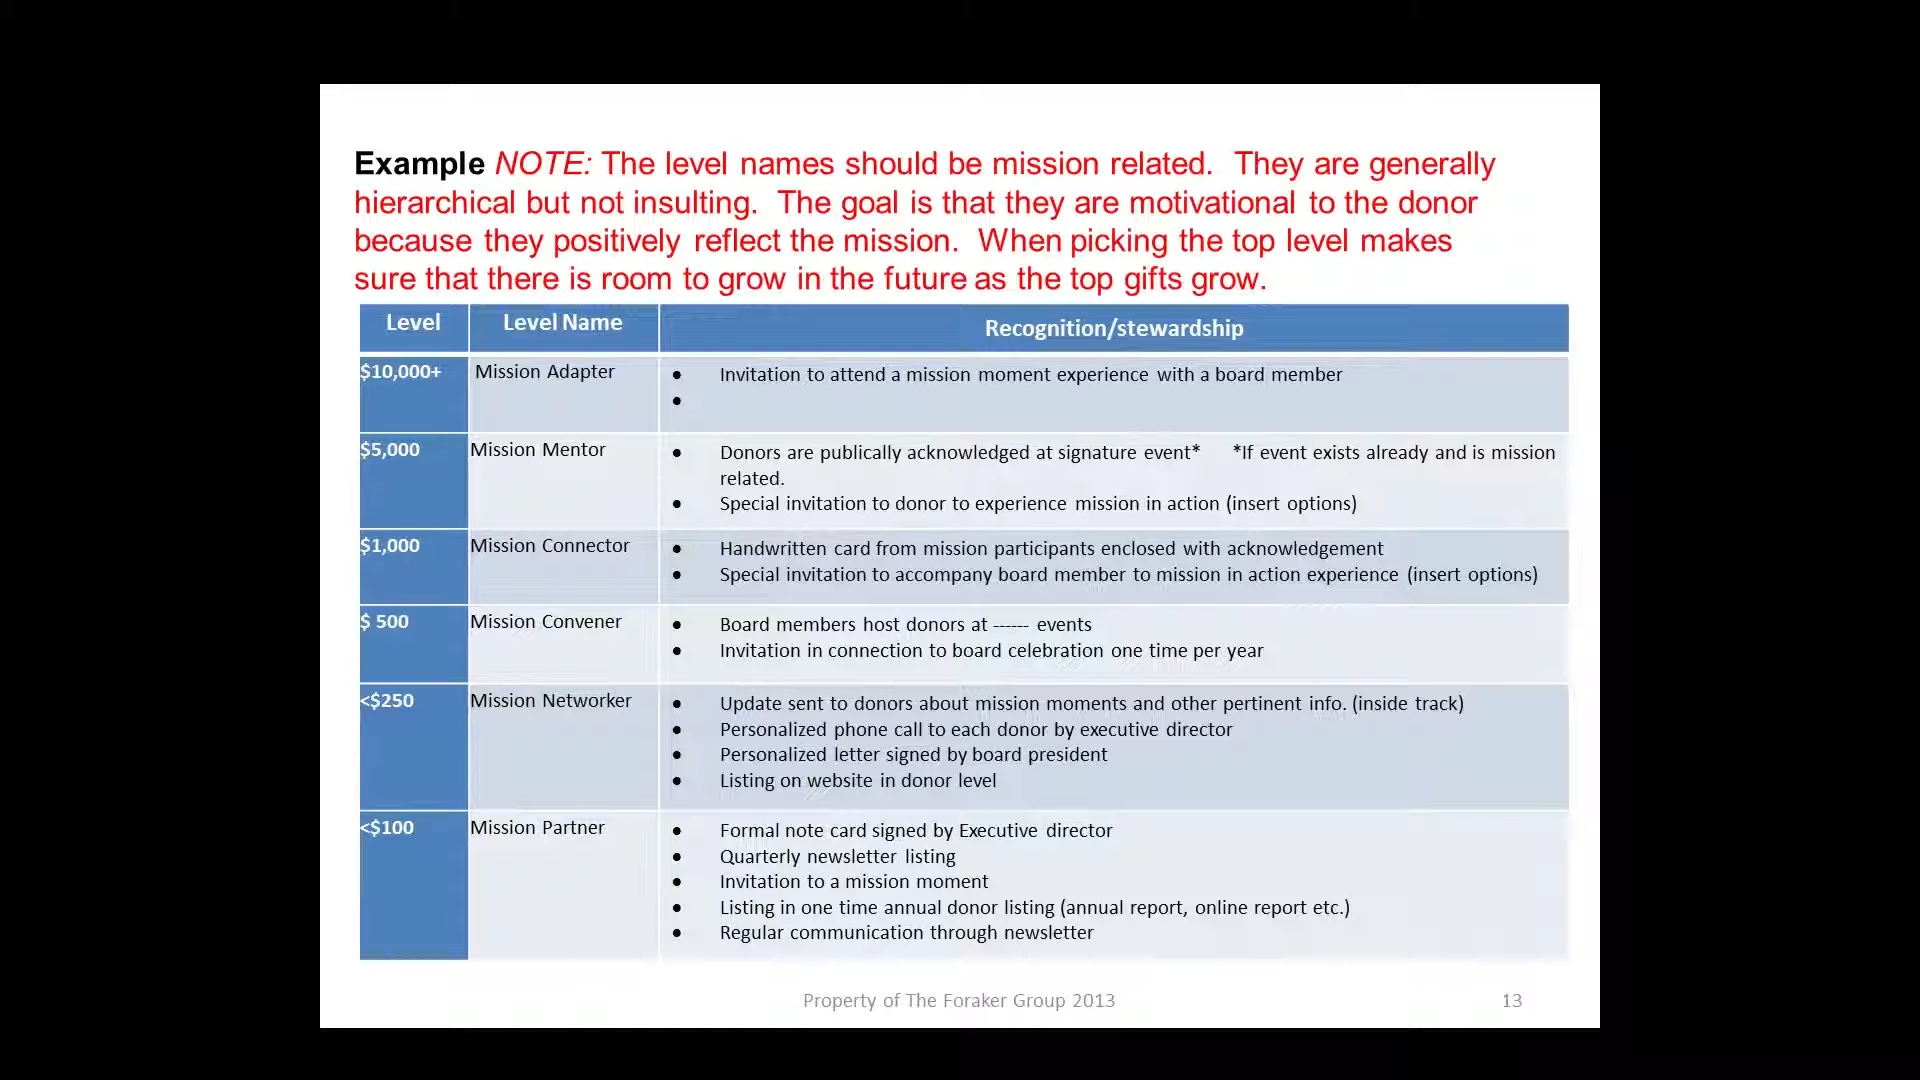 Example NOTE: The level names should be mission related. They are generally
hierarchical but not insulting. The goal is that they are motivational to the donor
because they positively reflect the mission. When picking the top level makes
sure that there is room to grow in the future as the top gifts grow.
Level Level Name Recognition/stewardship
$10,000+ Mission Adapter • Invitation to attend a mission moment experience with a board member
•
$5,000 Mission Mentor • Donors are publically acknowledged at signature event* *If event exists already and is mission
related.
• Special invitation to donor to experience mission in action (insert options)
$1,000 Mission Connector • Handwritten card from mission participants enclosed with acknowledgement
• Special invitation to accompany board member to mission in action experience (insert options)
$ 500 Mission Convener • Board members host donors at ------ events
• Invitation in connection to board celebration one time per year
<$250 Mission Networker • Update sent to donors about mission moments and other pertinent info. (inside track)
• Personalized phone call to each donor by executive director
• Personalized letter signed by board president
• Listing on website in donor level
<$100 Mission Partner • Formal note card signed by Executive director
• Quarterly newsletter listing
• Invitation to a mission moment
• Listing in one time annual donor listing (annual report, online report etc.)
• Regular communication through newsletter
Property of The Foraker Group 2013 13